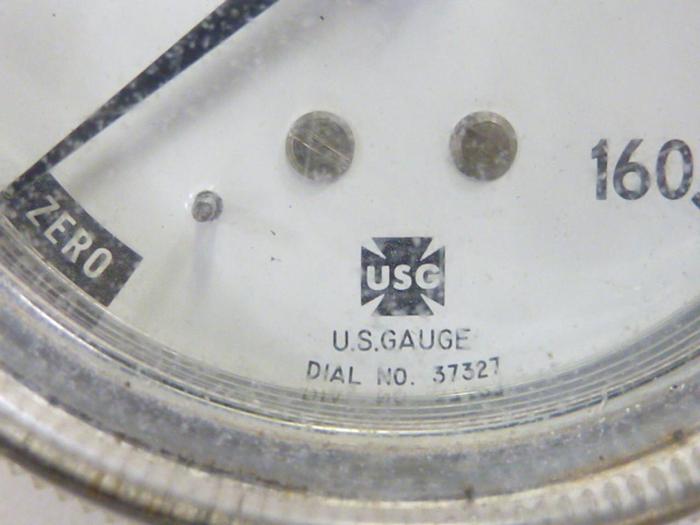 160
ZERO
USG
U.S.GAUGE
DIAL NO. 37327